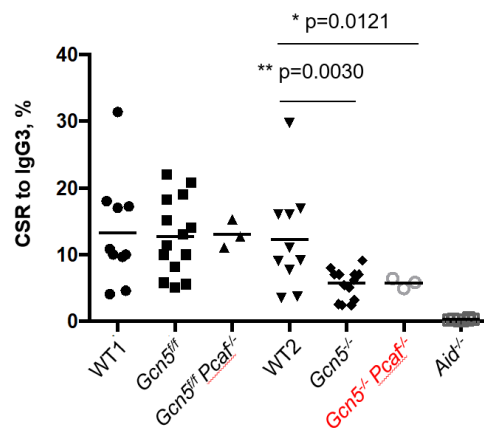 * p=0.0121
** p=0.0030
CSR to IgG3, %
40
30
20
10
0
WT1
Gcn5f/f
Gcn5f/f Pcaf-/-
WT2
Gcn5-/-
Gcn5-/- Pcaf-/-
Aid-/-